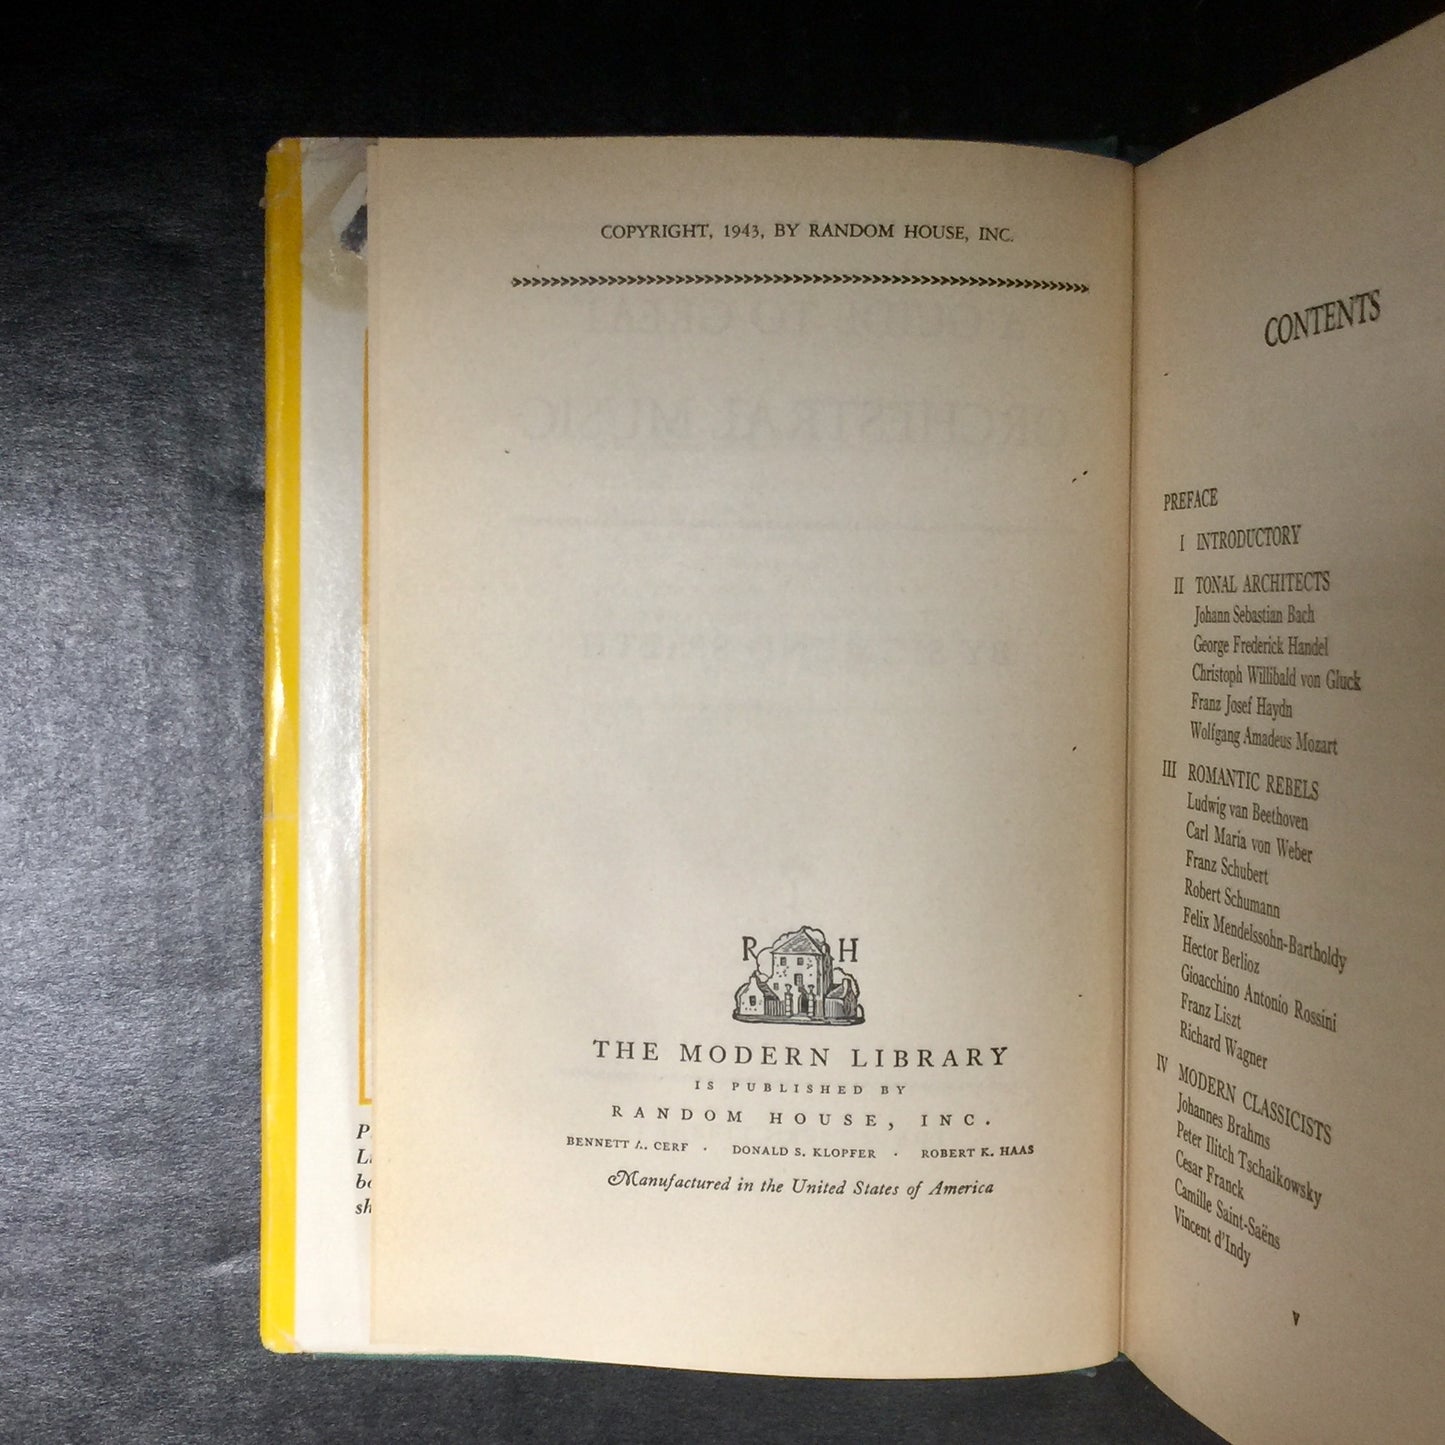 COPYRIGHT, 1943, BY RANDOM HOUSE, INC.
R H
THE MODERN LIBRARY
IS PUBLISHED BY
RANDOM HOUSE, INC.
BENNETT A. CERF · DONALD S. KLOPFER · ROBERT K. HAAS
Manufactured in the United States of America
CONTENTS
PREFACE
I INTRODUCTORY
II TONAL ARCHITECTS
Johann Sebastian Bach
George Frederick Handel
Christoph Willibald von Gluck
Franz Josef Haydn
Wolfgang Amadeus Mozart
III ROMANTIC REBELS
Ludwig van Beethoven
Carl Maria von Weber
Franz Schubert
Robert Schumann
Felix Mendelssohn-Bartholdy
Hector Berlioz
Gioacchino Antonio Rossini
Franz Liszt
Richard Wagner
IV MODERN CLASSICISTS
Johannes Brahms
Peter Ilitch Tschaikowsky
Cesar Franck
Camille Saint-Saëns
Vincent d'Indy
v